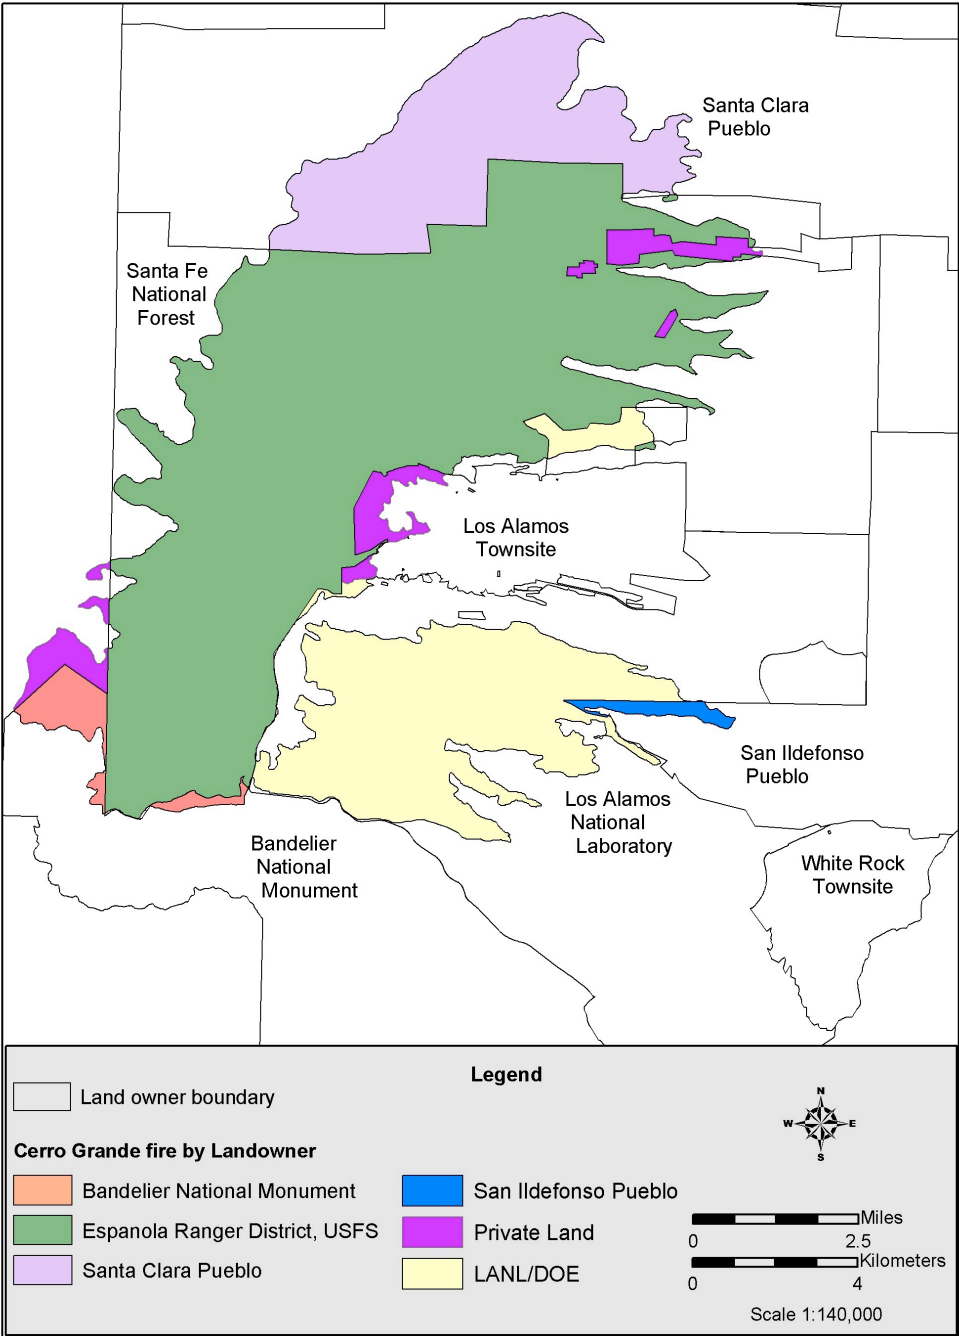 Santa Clara
Pueblo
Santa Fe
National
Forest
Los Alamos
Townsite
San Ildefonso
Pueblo
Los Alamos
National
Laboratory
Bandelier
National
Monument
White Rock
Townsite
Legend
Land owner boundary
Cerro Grande fire by Landowner
Bandelier National Monument
Espanola Ranger District, USFS
Santa Clara Pueblo
San Ildefonso Pueblo
Private Land
LANL/DOE
N
W E
S
Miles
0 2.5
Kilometers
0 4
Scale 1:140,000